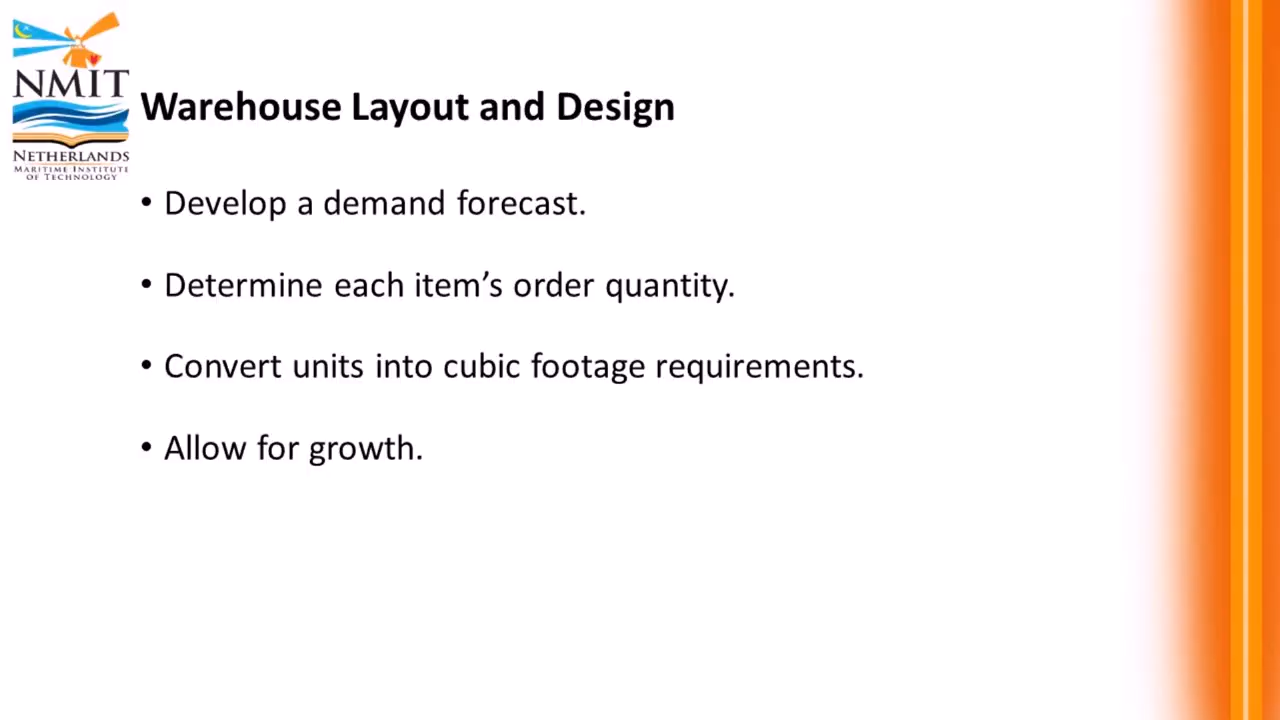 NMIT
NETHERLANDS
MARITIME INSTITUTE
OF TECHNOLOGY
Warehouse Layout and Design
• Develop a demand forecast.
• Determine each item’s order quantity.
• Convert units into cubic footage requirements.
• Allow for growth.